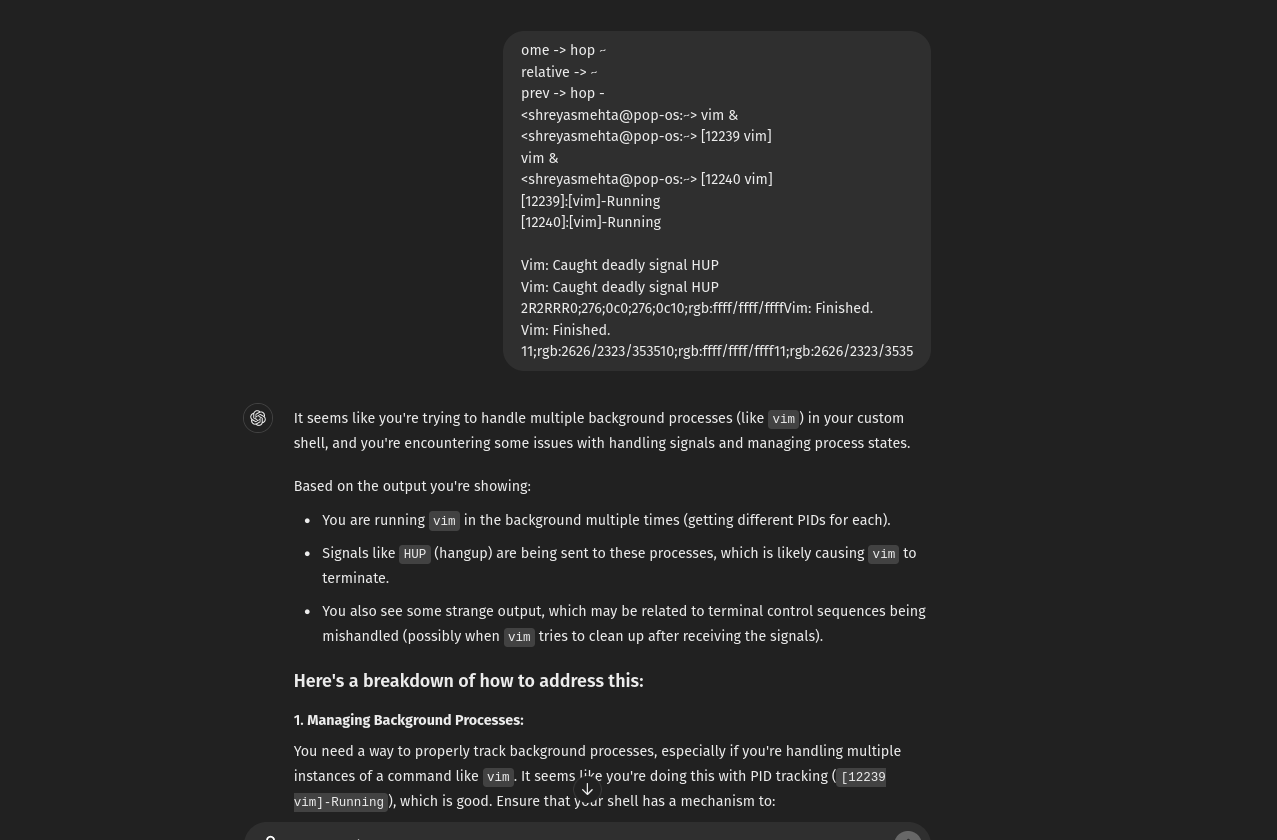 ome -> hop ~
relative -> ~
prev -> hop -
<shreyasmehta@pop-os:~> vim &
<shreyasmehta@pop-os:~> [12239 vim]
vim &
<shreyasmehta@pop-os:~> [12240 vim]
[12239]:[vim]-Running
[12240]:[vim]-Running
Vim: Caught deadly signal HUP
Vim: Caught deadly signal HUP
2R2RRR0;276;0c0;276;0c10;rgb:ffff/ffff/ffffVim: Finished.
Vim: Finished.
11;rgb:2626/2323/353510;rgb:ffff/ffff/ffff11;rgb:2626/2323/3535
It seems like you're trying to handle multiple background processes (like vim) in your custom
shell, and you're encountering some issues with handling signals and managing process states.
Based on the output you're showing:
• You are running vim in the background multiple times (getting different PIDs for each).
• Signals like HUP (hangup) are being sent to these processes, which is likely causing vim to
terminate.
• You also see some strange output, which may be related to terminal control sequences being
mishandled (possibly when vim tries to clean up after receiving the signals).
Here's a breakdown of how to address this:
1. Managing Background Processes:
You need a way to properly track background processes, especially if you're handling multiple
instances of a command like vim. It seems like you're doing this with PID tracking ( [12239
vim]-Running), which is good. Ensure that your shell has a mechanism to: